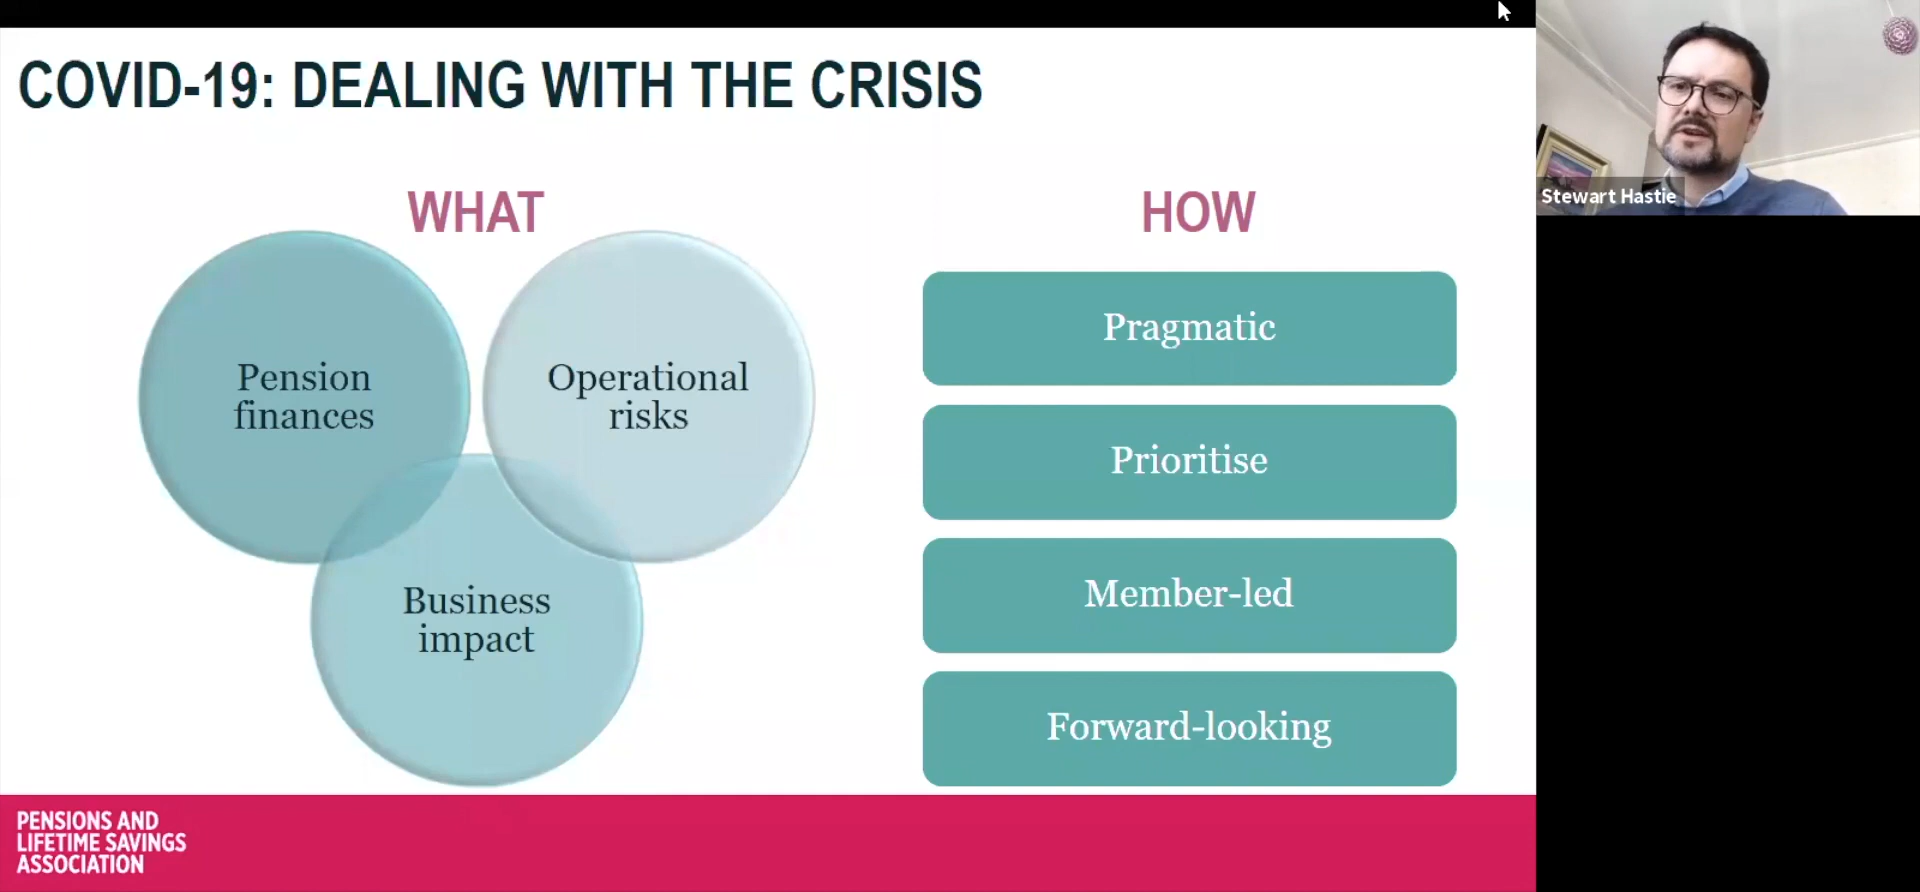 COVID-19: DEALING WITH THE CRISIS
WHAT
Pension
finances
Operational
risks
Business
impact
HOW
Pragmatic
Prioritise
Member-led
Forward-looking
PENSIONS AND
LIFETIME SAVINGS
ASSOCIATION
Stewart Hastie